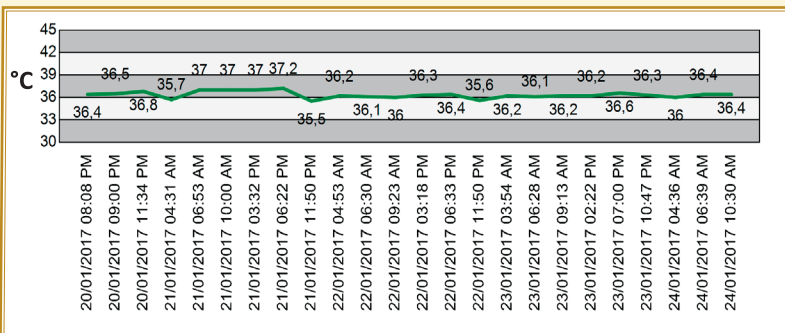 45
42
39
36
33
30
°C
36,4
36,5
36,8
35,7
37
37
37
37,2
35,5
36,2
36,1
36
36,3
36,4
35,6
36,2
36,1
36,2
36,2
36,6
36,3
36
36,4
36,4
20/01/2017 08:08 PM
20/01/2017 09:00 PM
20/01/2017 11:34 PM
21/01/2017 04:31 AM
21/01/2017 06:53 AM
21/01/2017 10:00 AM
21/01/2017 03:32 PM
21/01/2017 06:22 PM
21/01/2017 11:50 PM
22/01/2017 04:53 AM
22/01/2017 06:30 AM
22/01/2017 09:23 AM
22/01/2017 03:18 PM
22/01/2017 06:33 PM
22/01/2017 11:50 PM
23/01/2017 03:54 AM
23/01/2017 06:28 AM
23/01/2017 09:13 AM
23/01/2017 02:22 PM
23/01/2017 07:00 PM
23/01/2017 10:47 PM
24/01/2017 04:36 AM
24/01/2017 06:39 AM
24/01/2017 10:30 AM